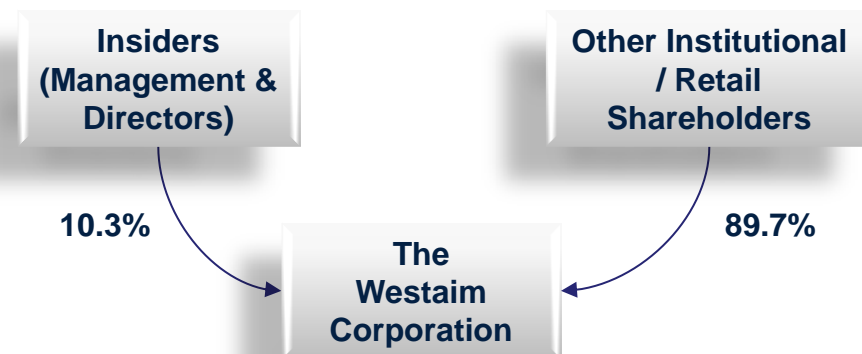 Insiders
(Management &
Directors)
Other Institutional
/ Retail
Shareholders
10.3%
89.7%
The
Westaim
Corporation